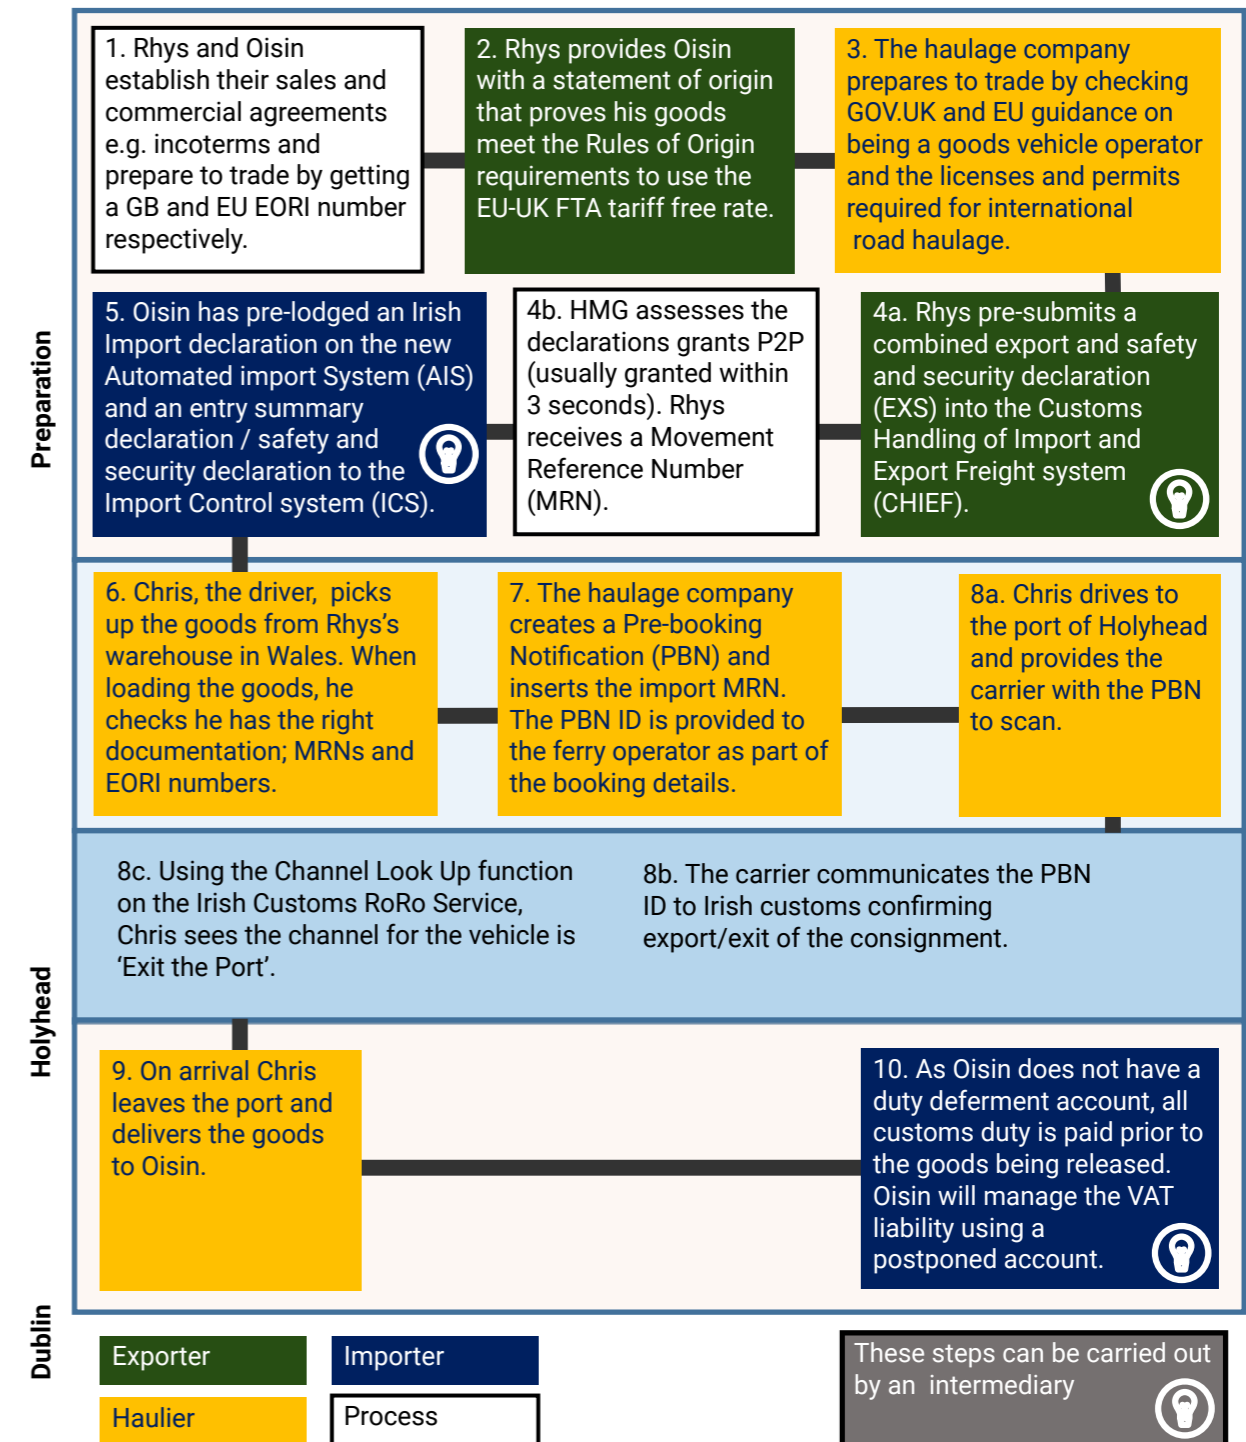 1. Rhys and Oisin
establish their sales and
commercial agreements
e.g. incoterms and
prepare to trade by getting
a GB and EU EORI number
respectively.
2. Rhys provides Oisin
with a statement of origin
that proves his goods
meet the Rules of Origin
requirements to use the
EU-UK FTA tariff free rate.
3. The haulage company
prepares to trade by checking
GOV.UK and EU guidance on
being a goods vehicle operator
and the licenses and permits
required for international
road haulage.
Preparation
5. Oisin has pre-lodged an Irish
Import declaration on the new
Automated import System (AIS)
and an entry summary
declaration / safety and
security declaration to the
Import Control system (ICS).
4b. HMG assesses the
declarations grants P2P
(usually granted within
3 seconds). Rhys
receives a Movement
Reference Number
(MRN).
4a. Rhys pre-submits a
combined export and safety
and security declaration
(EXS) into the Customs
Handling of Import and
Export Freight system
(CHIEF).
6. Chris, the driver, picks
up the goods from Rhys's
warehouse in Wales. When
loading the goods, he
checks he has the right
documentation; MRNs and
EORI numbers.
7. The haulage company
creates a Pre-booking
Notification (PBN) and
inserts the import MRN.
The PBN ID is provided to
the ferry operator as part of
the booking details.
8a. Chris drives to
the port of Holyhead
and provides the
carrier with the PBN
to scan.
8c. Using the Channel Look Up function
on the Irish Customs RoRo Service,
Chris sees the channel for the vehicle is
‘Exit the Port’.
8b. The carrier communicates the PBN
ID to Irish customs confirming
export/exit of the consignment.
Holyhead
9. On arrival Chris
leaves the port and
delivers the goods
to Oisin.
10. As Oisin does not have a
duty deferment account, all
customs duty is paid prior to
the goods being released.
Oisin will manage the VAT
liability using a
postponed account.
Dublin
Exporter
Importer
Haulier
Process
These steps can be carried out
by an intermediary